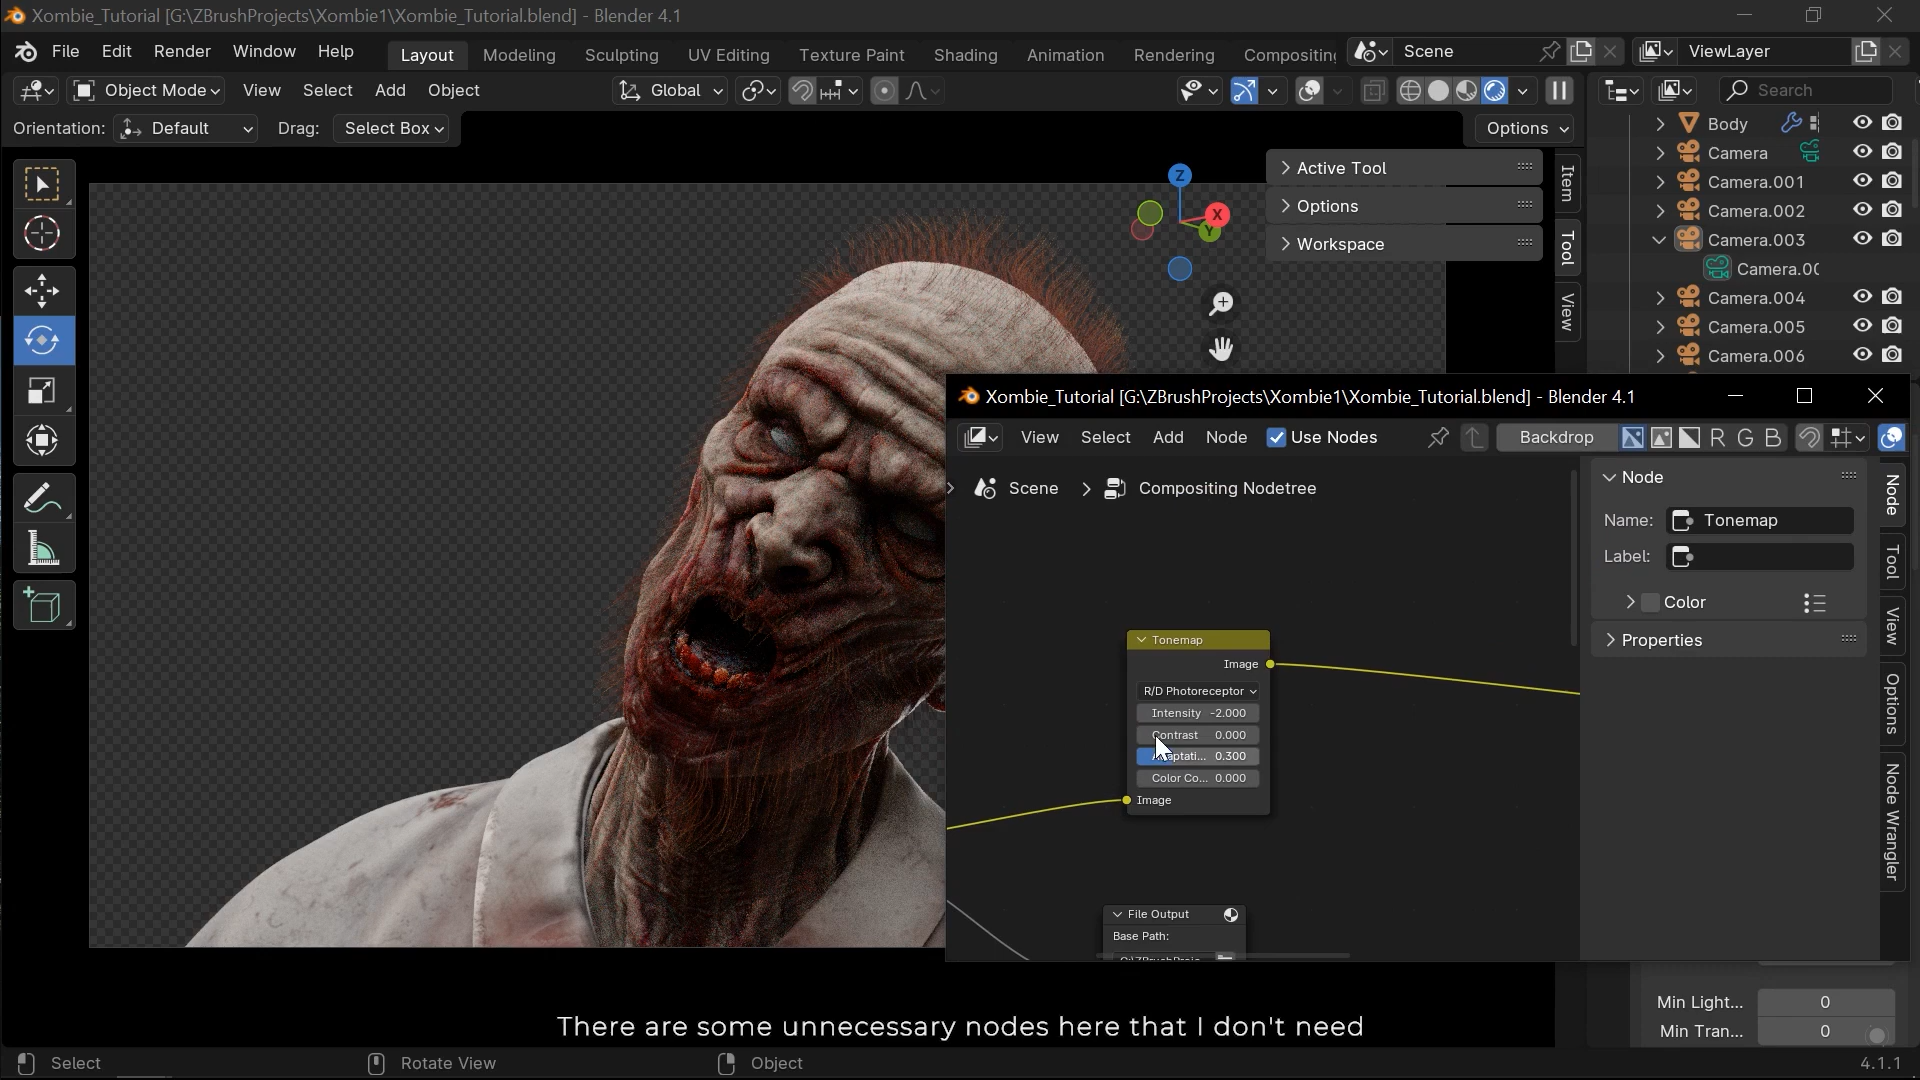 Xombie_Tutorial [G:\ZBrushProjects\Xombie1\Xombie_Tutorial.blend] - Blender 4.1
File Edit Render Window Help Layout Modeling Sculpting UV Editing Texture Paint Shading Animation Rendering Compositing Scene ViewLayer
Object Mode View Select Add Object Global Search
Orientation: Default Drag: Select Box Options
Body
Camera
Camera.001
Camera.002
Camera.003
Camera.00
Camera.004
Camera.005
Camera.006
Active Tool
Options
Workspace
Item
Tool
View
Z
X
Y
Xombie_Tutorial [G:\ZBrushProjects\Xombie1\Xombie_Tutorial.blend] - Blender 4.1
View Select Add Node Use Nodes Backdrop R G B
Scene > Compositing Nodetree
Node
Name: Tonemap
Label:
Color
Properties
Node
Tool
View
Options
Node Wrangler
Tonemap
Image
R/D Photoreceptor
Intensity -2.000
Contrast 0.000
ptati... 0.300
Color Co... 0.000
Image
File Output
Base Path:
Min Light... 0
Min Tran... 0
There are some unnecessary nodes here that I don't need
Select Rotate View Object 4.1.1